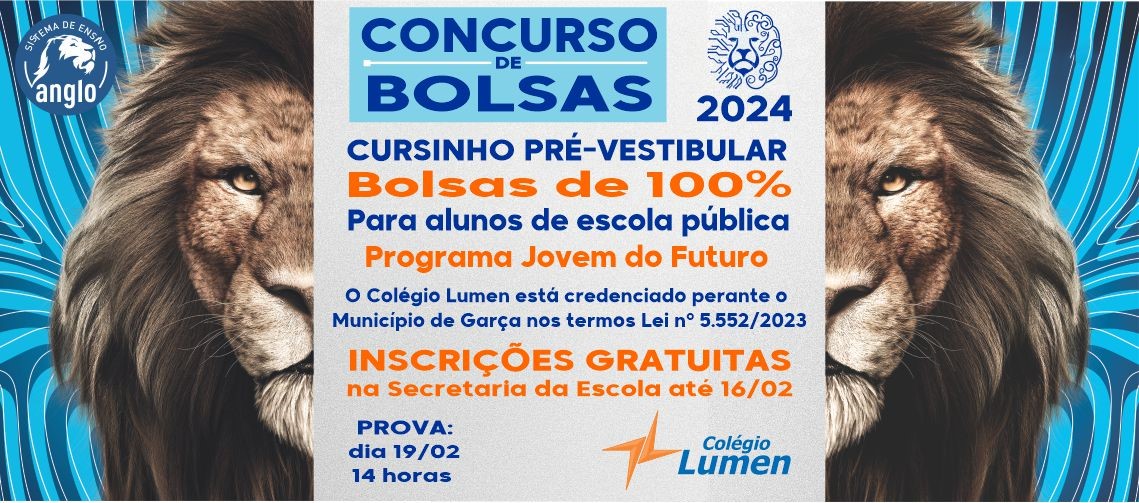 SISTEMA DE ENSINO
anglo
CONCURSO
DE
BOLSAS
2024
CURSINHO PRÉ-VESTIBULAR
Bolsas de 100%
Para alunos de escola pública
Programa Jovem do Futuro
O Colégio Lumen está credenciado perante o
Município de Garça nos termos Lei nº 5.552/2023
INSCRIÇÕES GRATUITAS
na Secretaria da Escola até 16/02
PROVA:
dia 19/02
14 horas
Colégio
Lumen